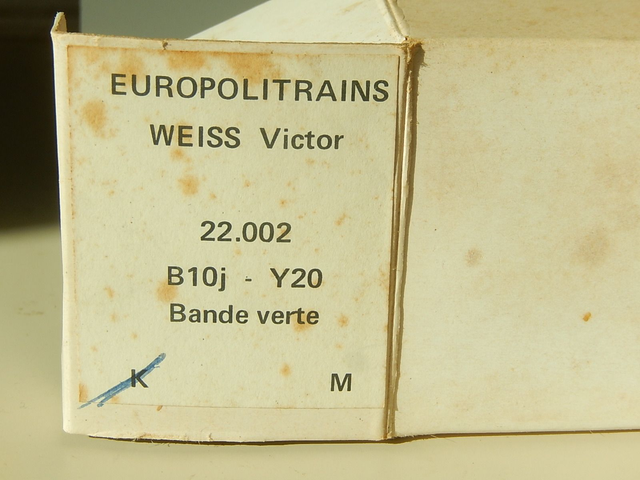 EUROPOLITRAINS
WEISS Victor
22.002
B10j - Y20
Bande verte
K M